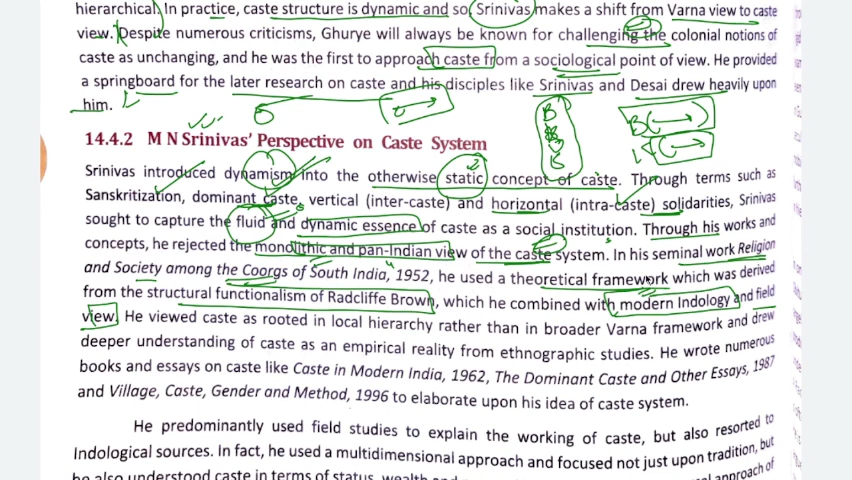 hierarchical. In practice, caste structure is dynamic and so, Srinivas makes a shift from Varna view to caste
view. Despite numerous criticisms, Ghurye will always be known for challenging the colonial notions of
caste as unchanging, and he was the first to approach caste from a sociological point of view. He provided
a springboard for the later research on caste and his disciples like Srinivas and Desai drew heavily upon
him.
14.4.2 M N Srinivas' Perspective on Caste System
Srinivas introduced dynamism into the otherwise static concept of caste. Through terms such as
Sanskritization, dominant caste, vertical (inter-caste) and horizontal (intra-caste) solidarities, Srinivas
sought to capture the fluid and dynamic essence of caste as a social institution. Through his works and
concepts, he rejected the monolithic and pan-Indian view of the caste system. In his seminal work Religion
and Society among the Coorgs of South India, 1952, he used a theoretical framework which was derived
from the structural functionalism of Radcliffe Brown, which he combined with modern Indology and field
view. He viewed caste as rooted in local hierarchy rather than in broader Varna framework and drew
deeper understanding of caste as an empirical reality from ethnographic studies. He wrote numerous
books and essays on caste like Caste in Modern India, 1962, The Dominant Caste and Other Essays, 1987
and Village, Caste, Gender and Method, 1996 to elaborate upon his idea of caste system.
He predominantly used field studies to explain the working of caste, but also resorted to
Indological sources. In fact, he used a multidimensional approach and focused not just upon tradition, but
he also understood caste in terms of status, wealth and approach of